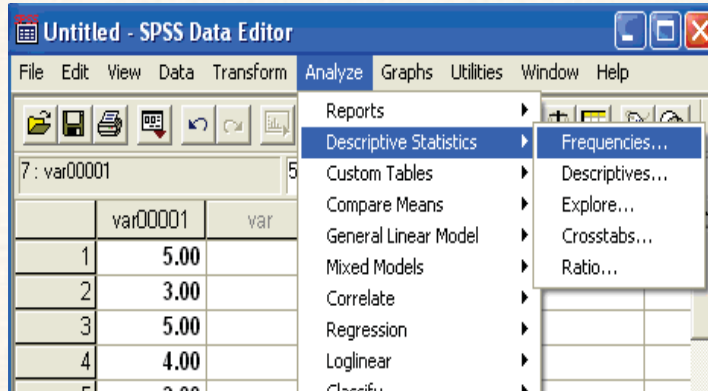 Untitled - SPSS Data Editor
File Edit View Data Transform Analyze Graphs Utilities Window Help
Reports
Descriptive Statistics
Custom Tables
Compare Means
General Linear Model
Mixed Models
Correlate
Regression
Loglinear
Classify
Frequencies...
Descriptives...
Explore...
Crosstabs...
Ratio...
7 : var00001 5
var00001 var
1 5.00
2 3.00
3 5.00
4 4.00